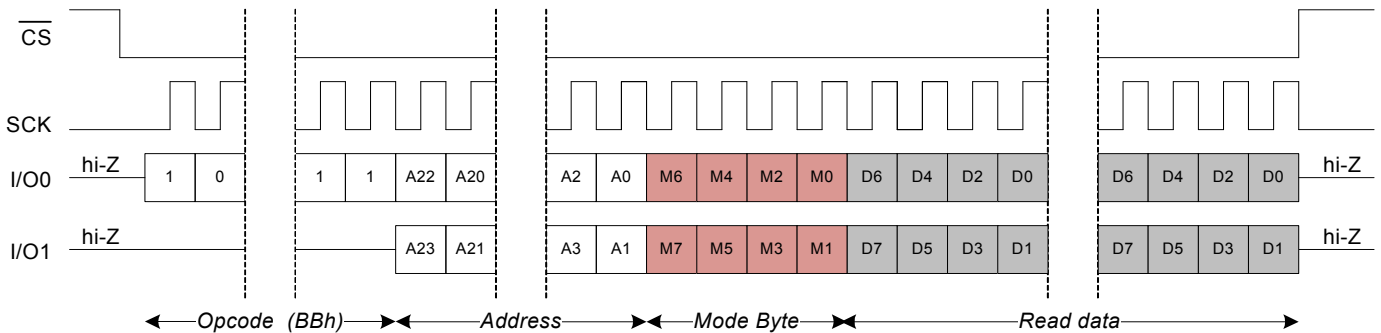 CS
SCK
I/O0 hi-Z 1 0 1 1 A22 A20 A2 A0 M6 M4 M2 M0 D6 D4 D2 D0 D6 D4 D2 D0 hi-Z
I/O1 hi-Z A23 A21 A3 A1 M7 M5 M3 M1 D7 D5 D3 D1 D7 D5 D3 D1 hi-Z
Opcode (BBh) Address Mode Byte Read data